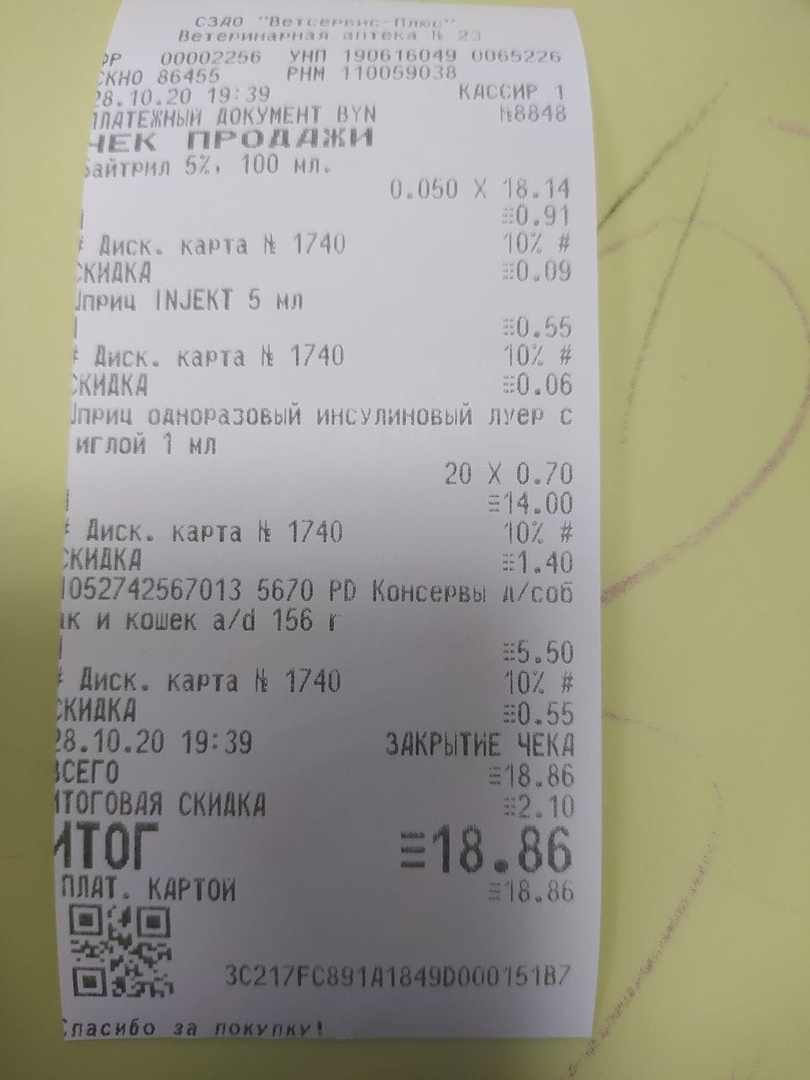 СЗАО "Ветсервис-Плюс"
Ветеринарная аптека № 23
ФР 00002256 УНП 190616049 0065226
СКНО 86455 РНМ 110059038
28.10.20 19:39 КАССИР 1
ПЛАТЕЖНЫЙ ДОКУМЕНТ BYN №8848
ЧЕК ПРОДАЖИ
Байтрил 5%, 100 мл.
0.050 X 18.14
≡0.91
# Диск. карта № 1740 10% #
СКИДКА ≡0.09
Шприц INJEKT 5 мл
≡0.55
# Диск. карта № 1740 10% #
СКИДКА ≡0.06
Шприц одноразовый инсулиновый луер с
иглой 1 мл
20 X 0.70
≡14.00
# Диск. карта № 1740 10% #
СКИДКА ≡1.40
052742567013 5670 PD Консервы д/соб
ак и кошек a/d 156 г
≡5.50
# Диск. карта № 1740 10% #
СКИДКА ≡0.55
28.10.20 19:39 ЗАКРЫТИЕ ЧЕКА
ВСЕГО ≡18.86
ИТОГОВАЯ СКИДКА ≡2.10
ИТОГ ≡18.86
ПЛАТ. КАРТОЙ ≡18.86
3C217FC891A1849D000151B7
Спасибо за покупку!